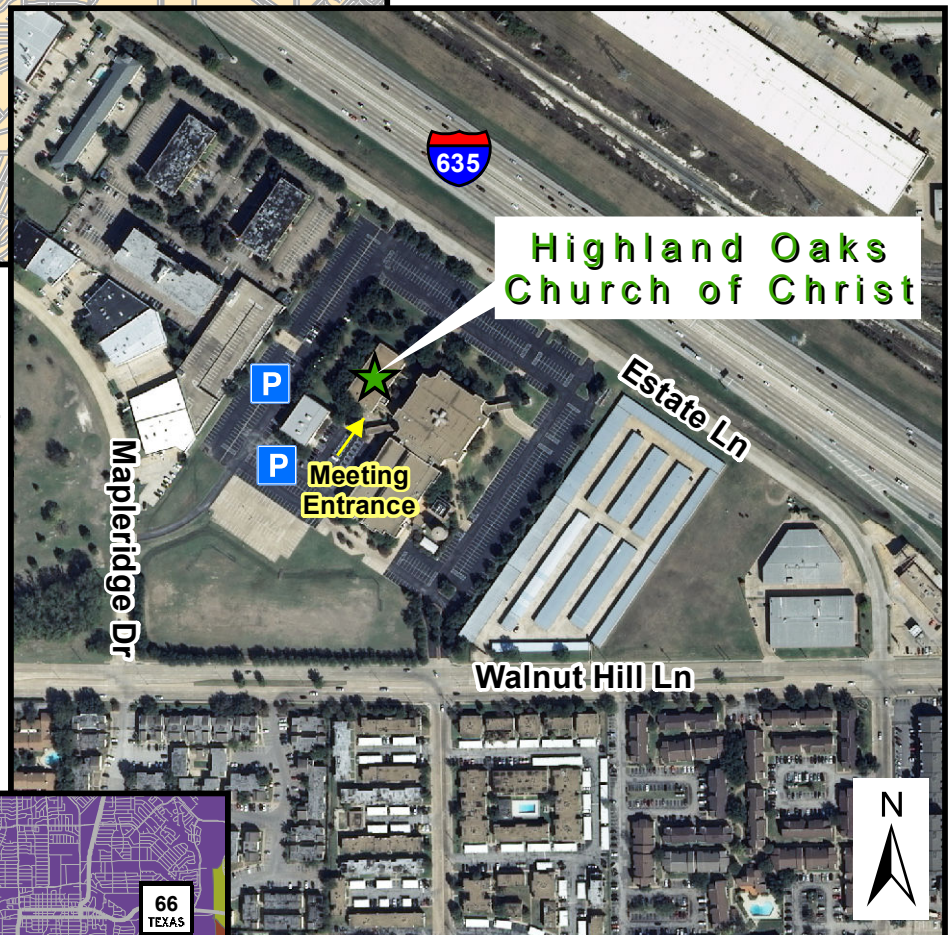 635
Highland Oaks
Church of Christ
Estate Ln
P
P
Meeting
Entrance
Mapleridge Dr
Walnut Hill Ln
N
66
TEXAS